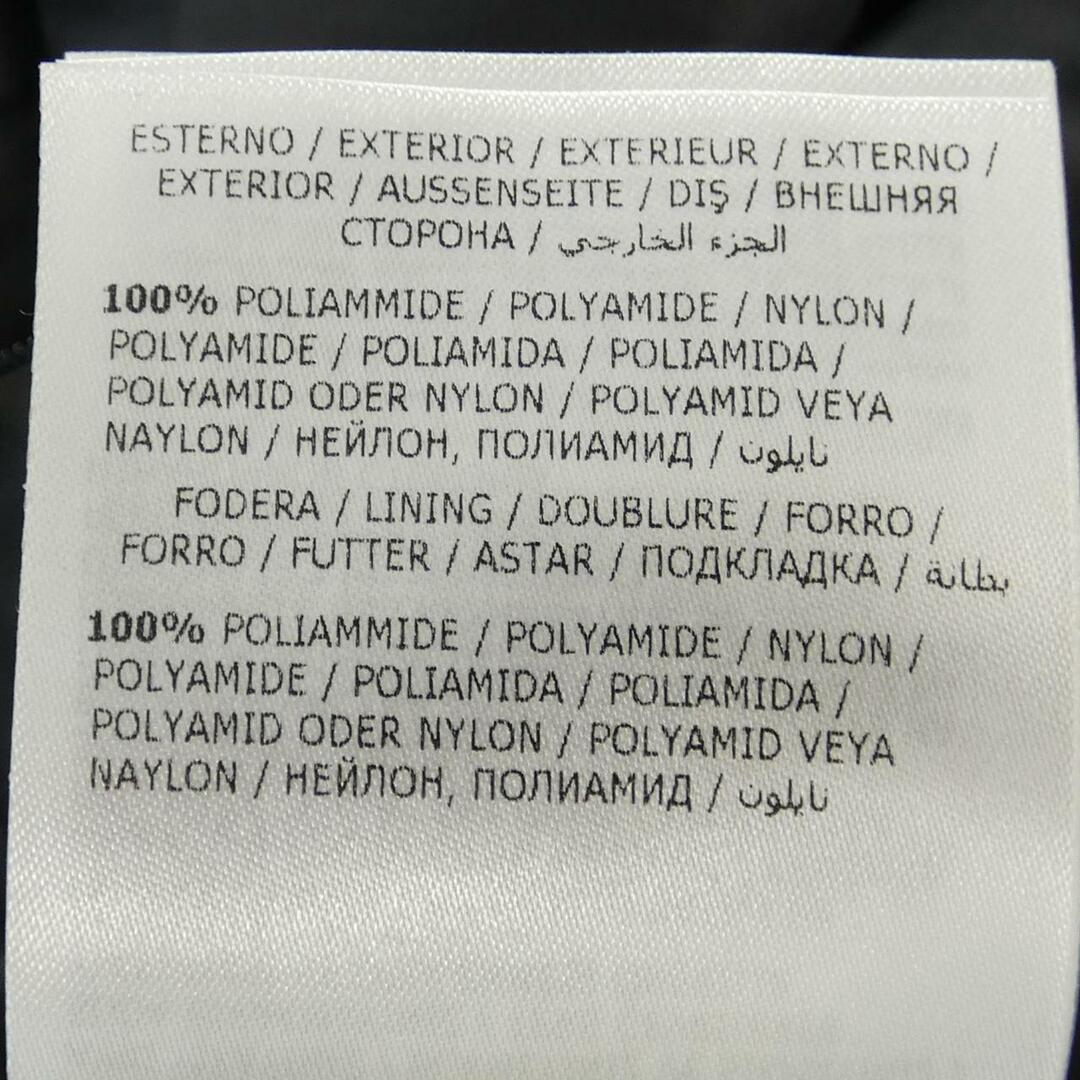 ESTERNO / EXTERIOR / EXTERIEUR / EXTERNO /
EXTERIOR / AUSSENSEITE / DIŞ / ВНЕШНЯЯ
СТОРОНА / الجزء الخارجي
100% POLIAMMIDE / POLYAMIDE / NYLON /
POLYAMIDE / POLIAMIDA / POLIAMIDA /
POLYAMID ODER NYLON / POLYAMID VEYA
NAYLON / НЕЙЛОН, ПОЛИАМИД / نايلون
FODERA / LINING / DOUBLURE / FORRO /
FORRO / FUTTER / ASTAR / ПОДКЛАДКА / بطانة
100% POLIAMMIDE / POLYAMIDE / NYLON /
POLYAMIDE / POLIAMIDA / POLIAMIDA /
POLYAMID ODER NYLON / POLYAMID VEYA
NAYLON / НЕЙЛОН, ПОЛИАМИД / نايلون